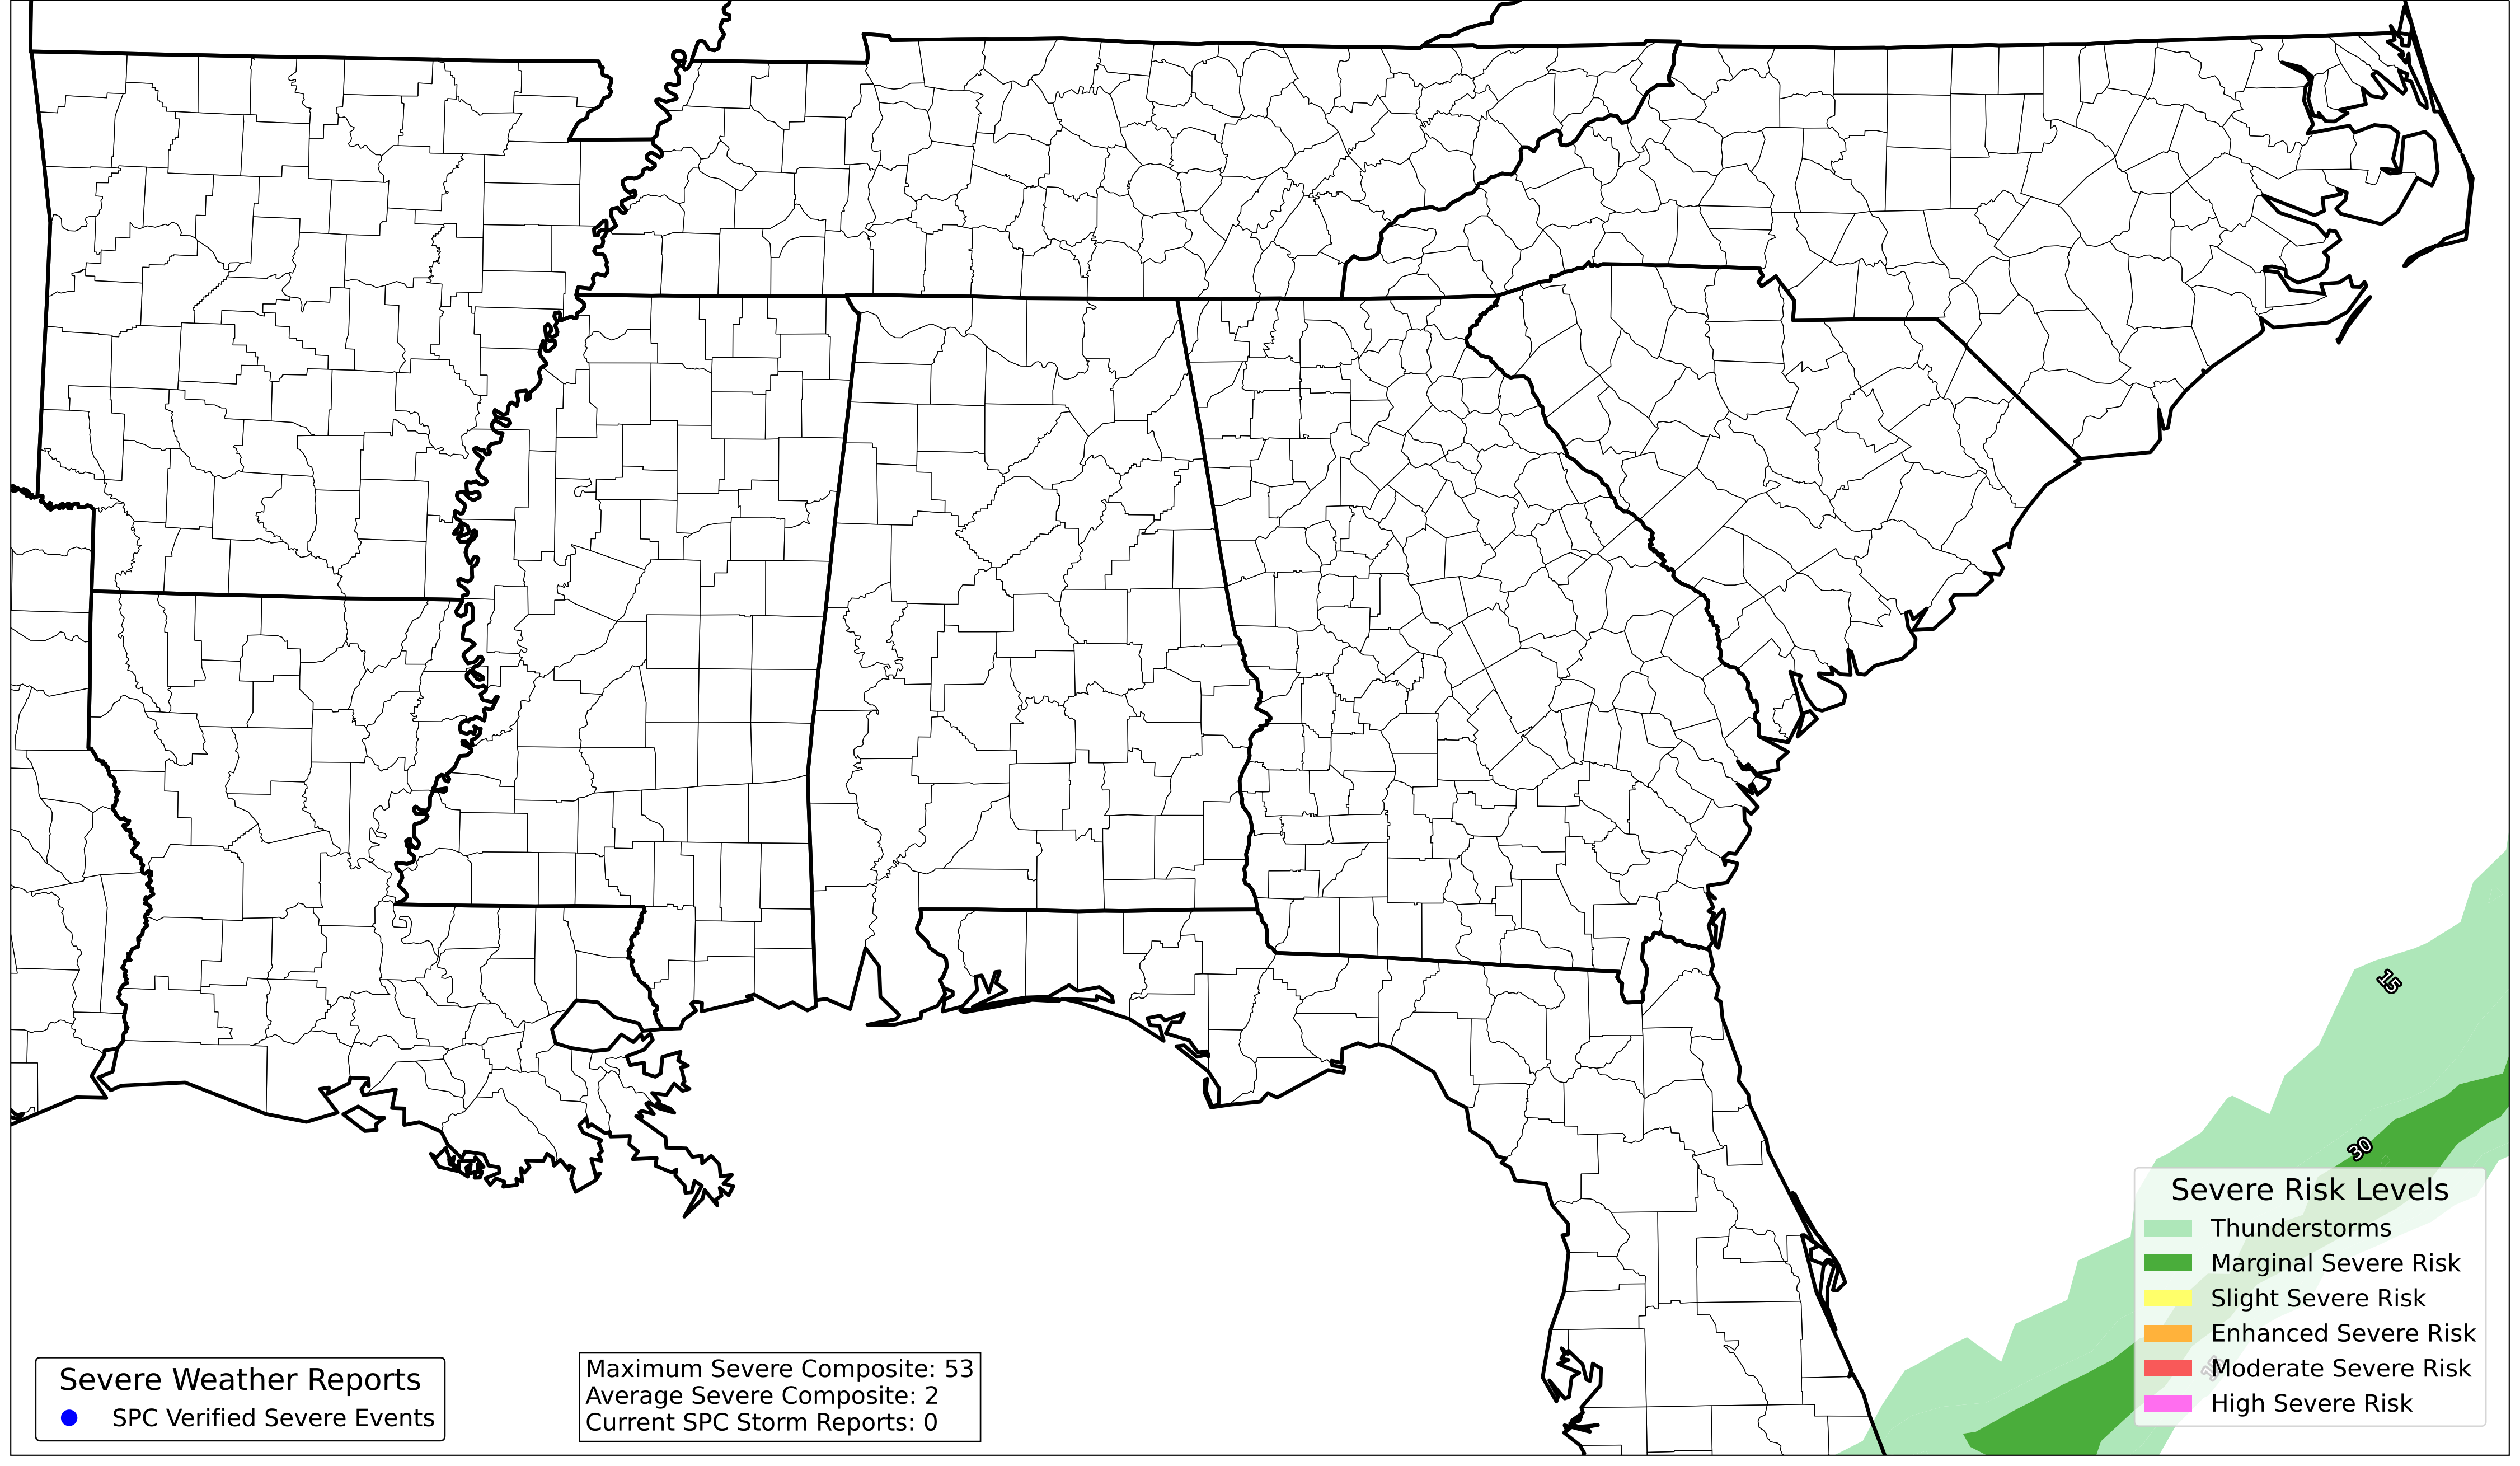 15
30
Severe Risk Levels
Thunderstorms
Marginal Severe Risk
Slight Severe Risk
Enhanced Severe Risk
Moderate Severe Risk
High Severe Risk
15
Severe Weather Reports
SPC Verified Severe Events
Maximum Severe Composite: 53
Average Severe Composite: 2
Current SPC Storm Reports: 0